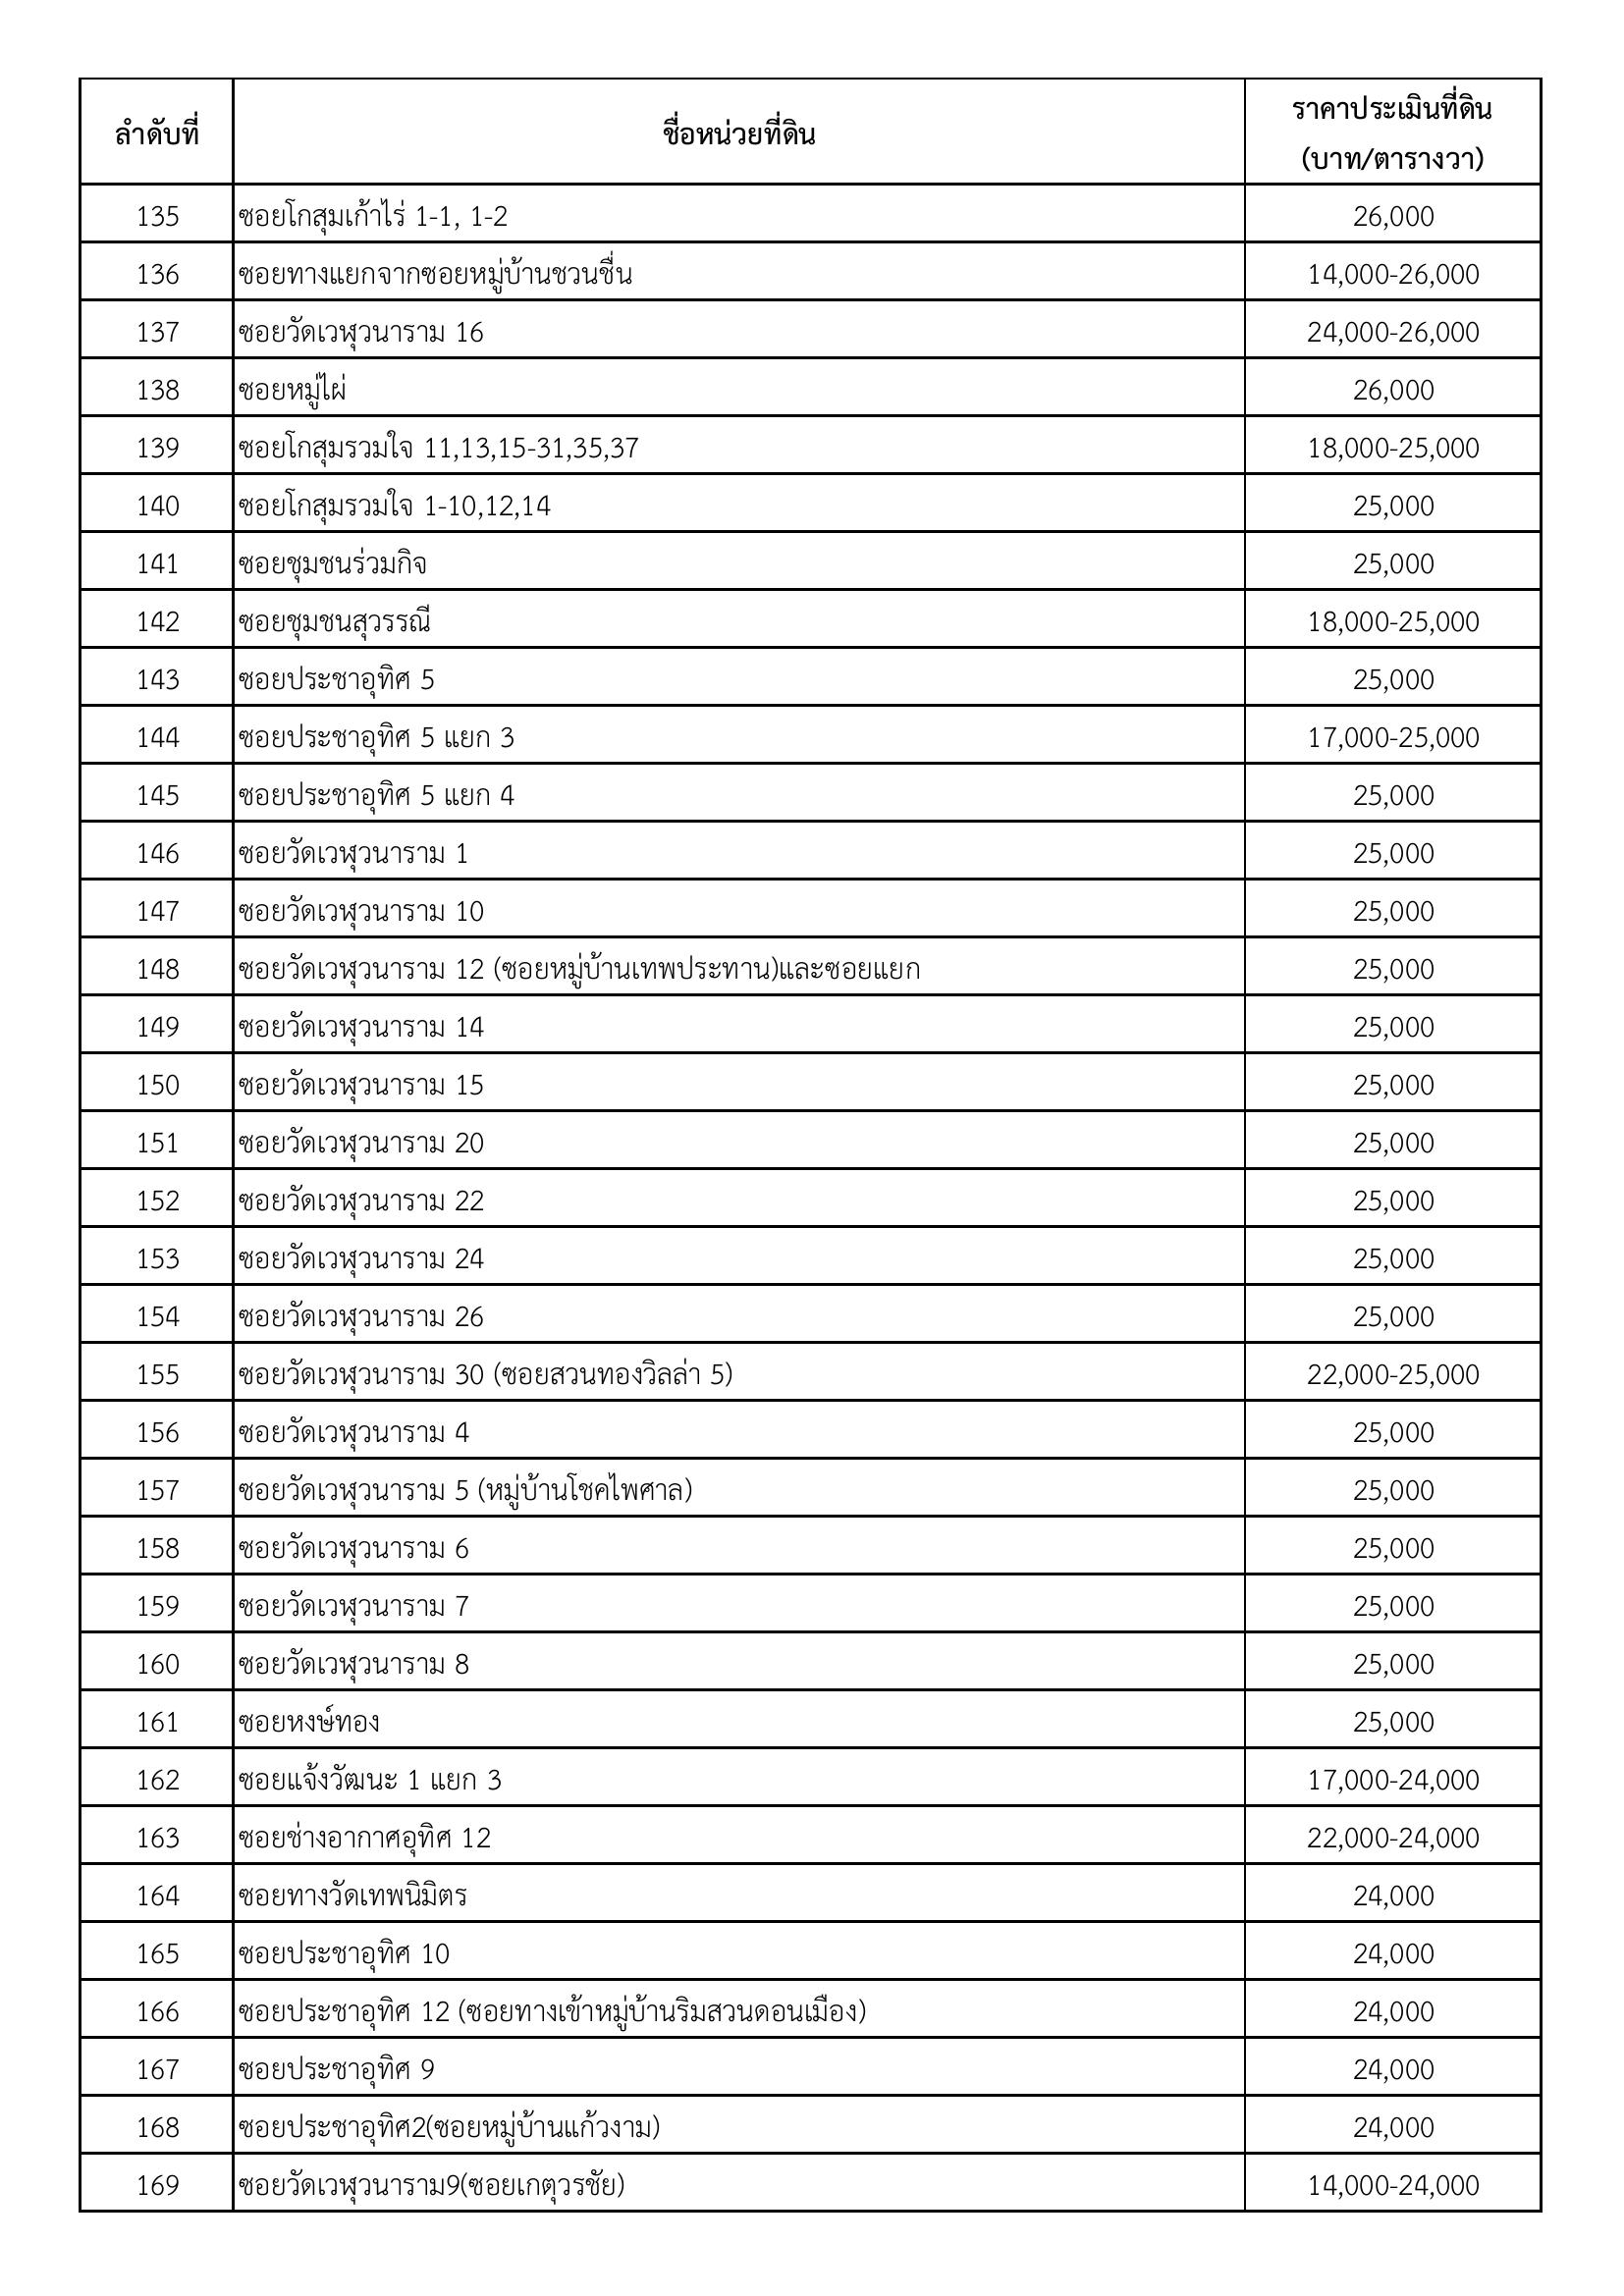 ลำดับที่ ชื่อหน่วยที่ดิน ราคาประเมินที่ดิน
(บาท/ตารางวา)
135 ซอยโกสุมเก้าไร่ 1-1, 1-2 26,000
136 ซอยทางแยกจากซอยหมู่บ้านชวนชื่น 14,000-26,000
137 ซอยวัดเวฬุวนาราม 16 24,000-26,000
138 ซอยหมู่ไผ่ 26,000
139 ซอยโกสุมรวมใจ 11,13,15-31,35,37 18,000-25,000
140 ซอยโกสุมรวมใจ 1-10,12,14 25,000
141 ซอยชุมชนร่วมกิจ 25,000
142 ซอยชุมชนสุวรรณี 18,000-25,000
143 ซอยประชาอุทิศ 5 25,000
144 ซอยประชาอุทิศ 5 แยก 3 17,000-25,000
145 ซอยประชาอุทิศ 5 แยก 4 25,000
146 ซอยวัดเวฬุวนาราม 1 25,000
147 ซอยวัดเวฬุวนาราม 10 25,000
148 ซอยวัดเวฬุวนาราม 12 (ซอยหมู่บ้านเทพประทาน)และซอยแยก 25,000
149 ซอยวัดเวฬุวนาราม 14 25,000
150 ซอยวัดเวฬุวนาราม 15 25,000
151 ซอยวัดเวฬุวนาราม 20 25,000
152 ซอยวัดเวฬุวนาราม 22 25,000
153 ซอยวัดเวฬุวนาราม 24 25,000
154 ซอยวัดเวฬุวนาราม 26 25,000
155 ซอยวัดเวฬุวนาราม 30 (ซอยสวนทองวิลล่า 5) 22,000-25,000
156 ซอยวัดเวฬุวนาราม 4 25,000
157 ซอยวัดเวฬุวนาราม 5 (หมู่บ้านโชคไพศาล) 25,000
158 ซอยวัดเวฬุวนาราม 6 25,000
159 ซอยวัดเวฬุวนาราม 7 25,000
160 ซอยวัดเวฬุวนาราม 8 25,000
161 ซอยหงษ์ทอง 25,000
162 ซอยแจ้งวัฒนะ 1 แยก 3 17,000-24,000
163 ซอยช่างอากาศอุทิศ 12 22,000-24,000
164 ซอยทางวัดเทพนิมิตร 24,000
165 ซอยประชาอุทิศ 10 24,000
166 ซอยประชาอุทิศ 12 (ซอยทางเข้าหมู่บ้านริมสวนดอนเมือง) 24,000
167 ซอยประชาอุทิศ 9 24,000
168 ซอยประชาอุทิศ2(ซอยหมู่บ้านแก้วงาม) 24,000
169 ซอยวัดเวฬุวนาราม9(ซอยเกตุวรชัย) 14,000-24,000